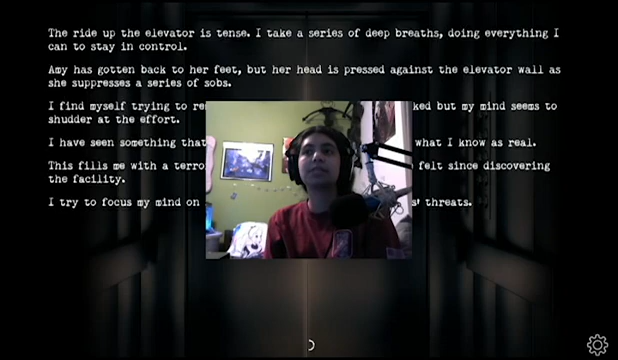 The ride up the elevator is tense. I take a series of deep breaths, doing everything I
can to stay in control.
Amy has gotten back to her feet, but her head is pressed against the elevator wall as
she suppresses a series of sobs.
I find myself trying to ked but my mind seems to
shudder at the effort.
I have seen something that what I know as real.
This fills me with a felt since discovering
the facility.
I try to focus my mind on threats.